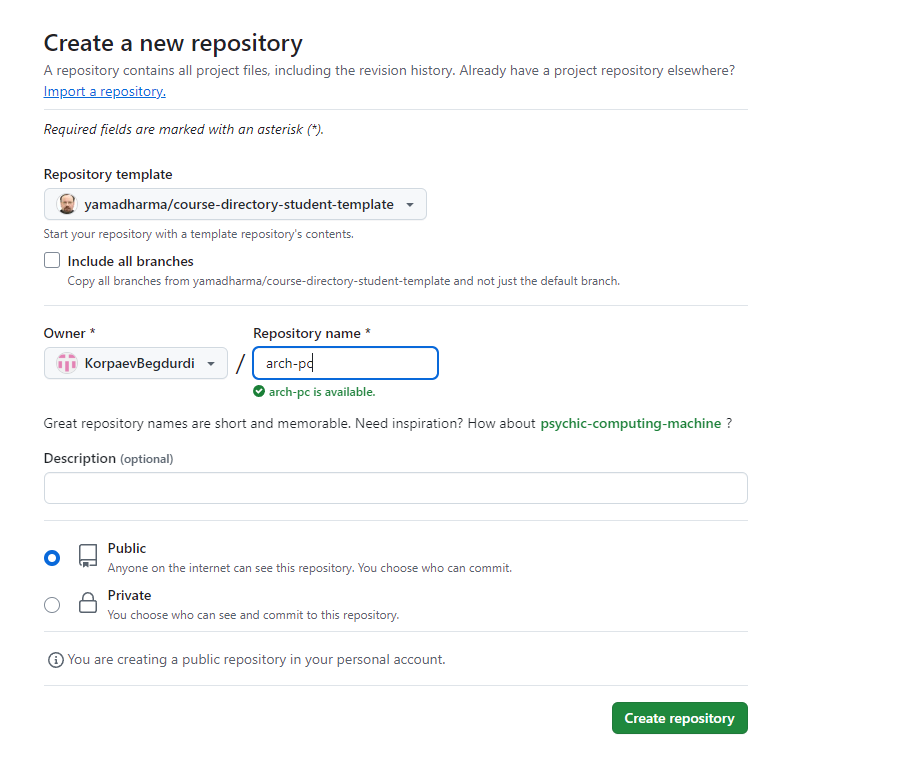 Create a new repository
A repository contains all project files, including the revision history. Already have a project repository elsewhere?
Import a repository.
Required fields are marked with an asterisk (*).
Repository template
yamadharma/course-directory-student-template
Start your repository with a template repository's contents.
Include all branches
Copy all branches from yamadharma/course-directory-student-template and not just the default branch.
Owner * Repository name *
KorpaevBegdurdi / arch-pc
arch-pc is available.
Great repository names are short and memorable. Need inspiration? How about psychic-computing-machine ?
Description (optional)
Public
Anyone on the internet can see this repository. You choose who can commit.
Private
You choose who can see and commit to this repository.
You are creating a public repository in your personal account.
Create repository